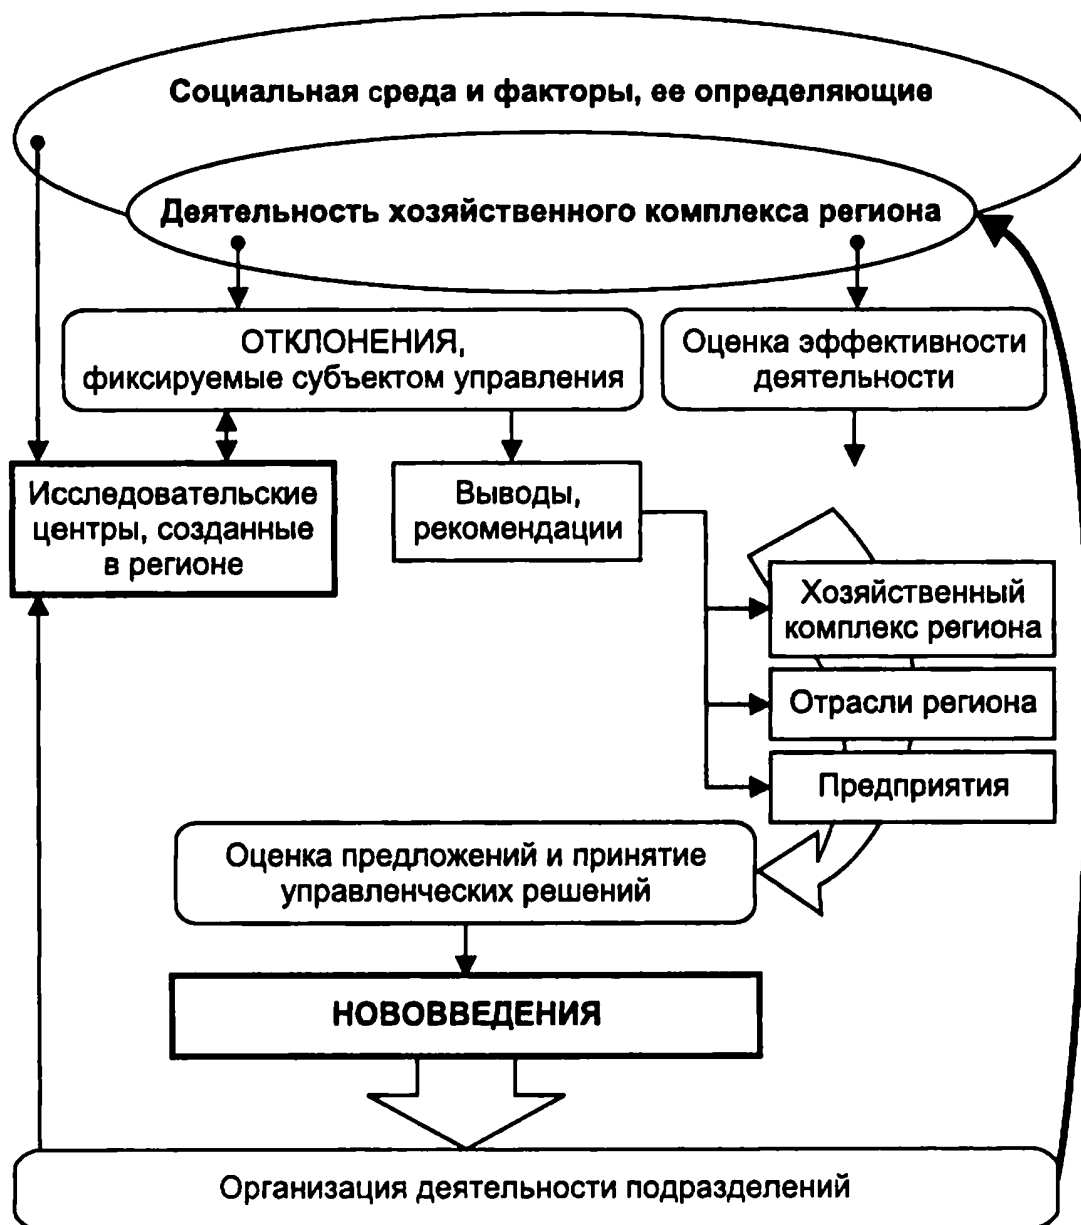 Социальная среда и факторы, ее определяющие
Деятельность хозяйственного комплекса региона
ОТКЛОНЕНИЯ,
фиксируемые субъектом управления
Оценка эффективности
деятельности
Исследовательские
центры, созданные
в регионе
Выводы,
рекомендации
Хозяйственный
комплекс региона
Отрасли региона
Предприятия
Оценка предложений и принятие
управленческих решений
НОВОВВЕДЕНИЯ
Организация деятельности подразделений